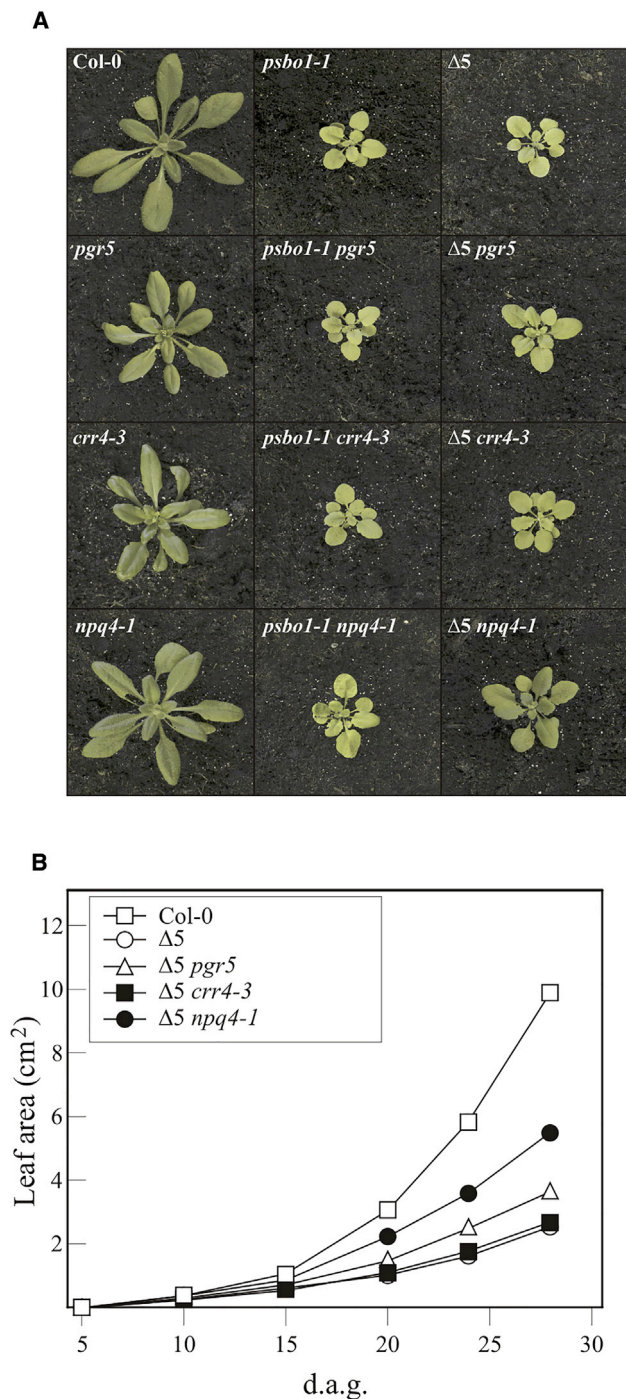 A
Col-0 psbo1-1 Δ5
pgr5 psbo1-1 pgr5 Δ5 pgr5
crr4-3 psbo1-1 crr4-3 Δ5 crr4-3
npq4-1 psbo1-1 npq4-1 Δ5 npq4-1
B
Col-0
Δ5
Δ5 pgr5
Δ5 crr4-3
Δ5 npq4-1
Leaf area (cm²)
12
10
8
6
4
2
5 10 15 20 25 30
d.a.g.